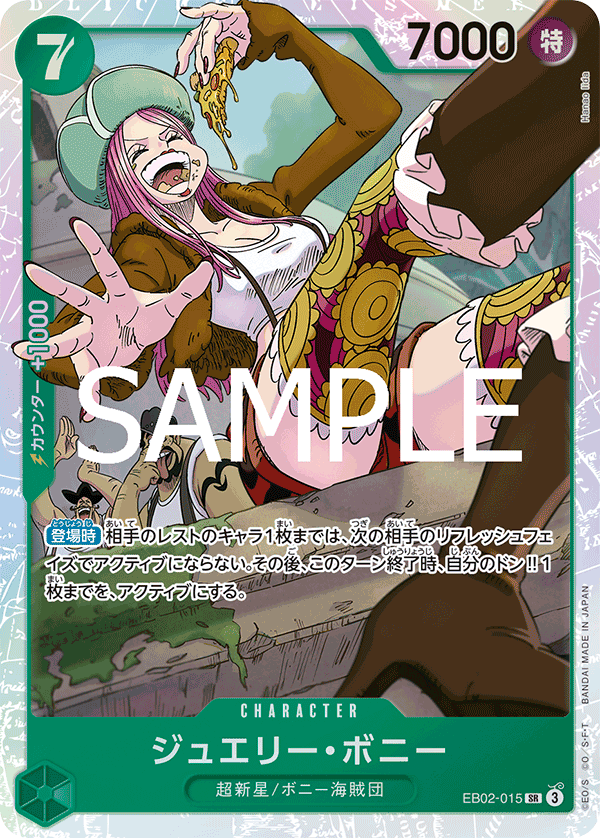 7
7000
特
Hanao Iida
カウンター+1000
SAMPLE
登場時 相手のレストのキャラ1枚までは、次の相手のリフレッシュフェ
イズでアクティブにならない。その後、このターン終了時、自分のドン!!1
枚までを、アクティブにする。
CHARACTER
ジュエリー・ボニー
超新星/ボニー海賊団
EB02-015 SR 3
©E.O/S ©O/S・F・T BANDAI MADE IN JAPAN